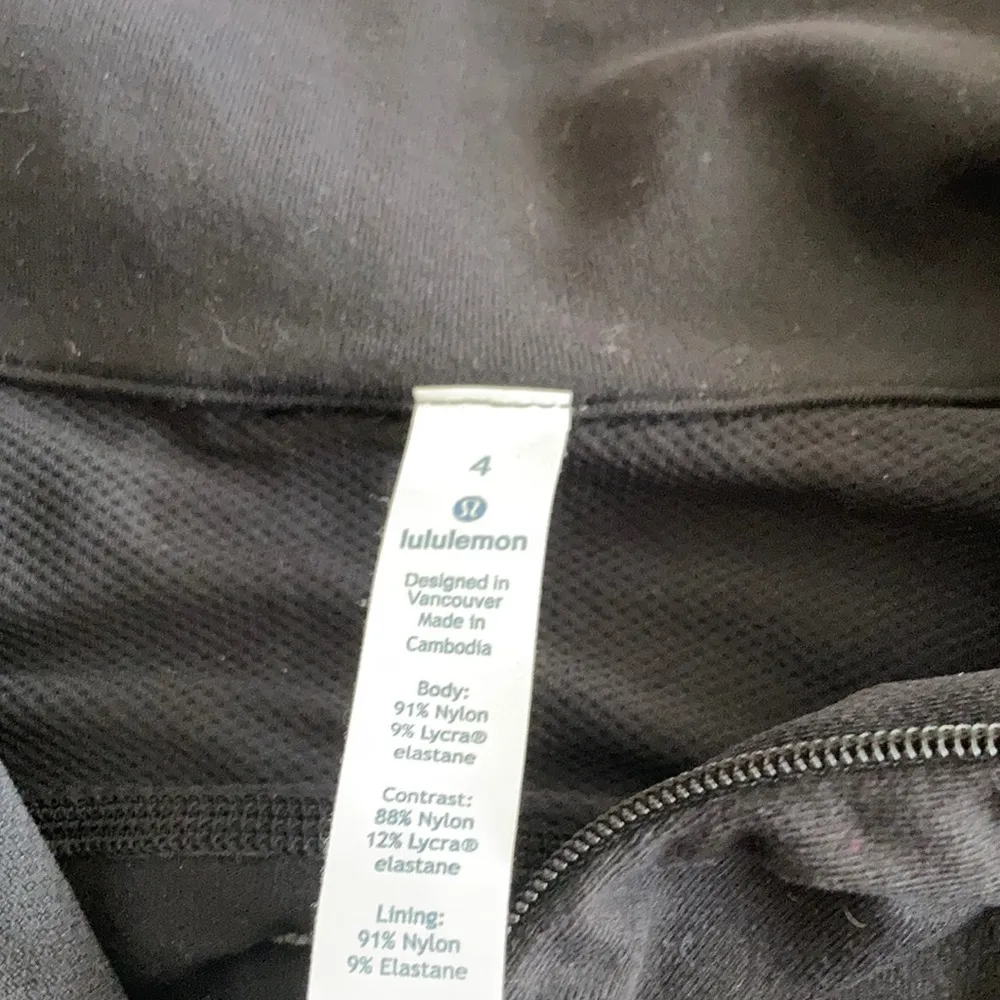 4
lululemon
Designed in
Vancouver
Made in
Cambodia
Body:
91% Nylon
9% Lycra®
elastane
Contrast:
88% Nylon
12% Lycra®
elastane
Lining:
91% Nylon
9% Elastane